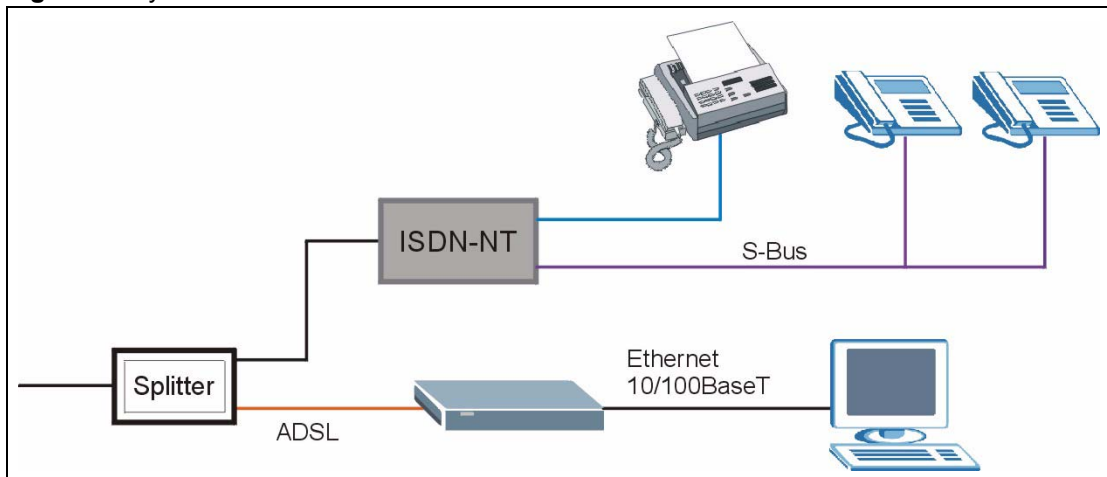 ISDN-NT
S-Bus
Splitter
ADSL
Ethernet
10/100BaseT